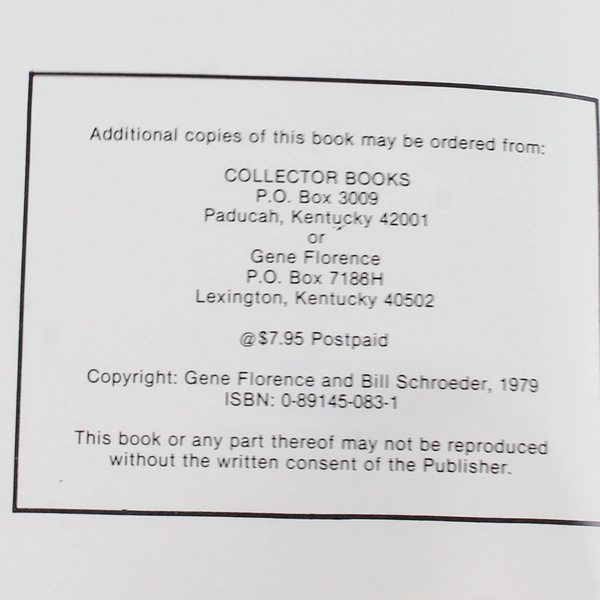 Additional copies of this book may be ordered from:
COLLECTOR BOOKS
P.O. Box 3009
Paducah, Kentucky 42001
or
Gene Florence
P.O. Box 7186H
Lexington, Kentucky 40502
@$7.95 Postpaid
Copyright: Gene Florence and Bill Schroeder, 1979
ISBN: 0-89145-083-1
This book or any part thereof may not be reproduced
without the written consent of the Publisher.